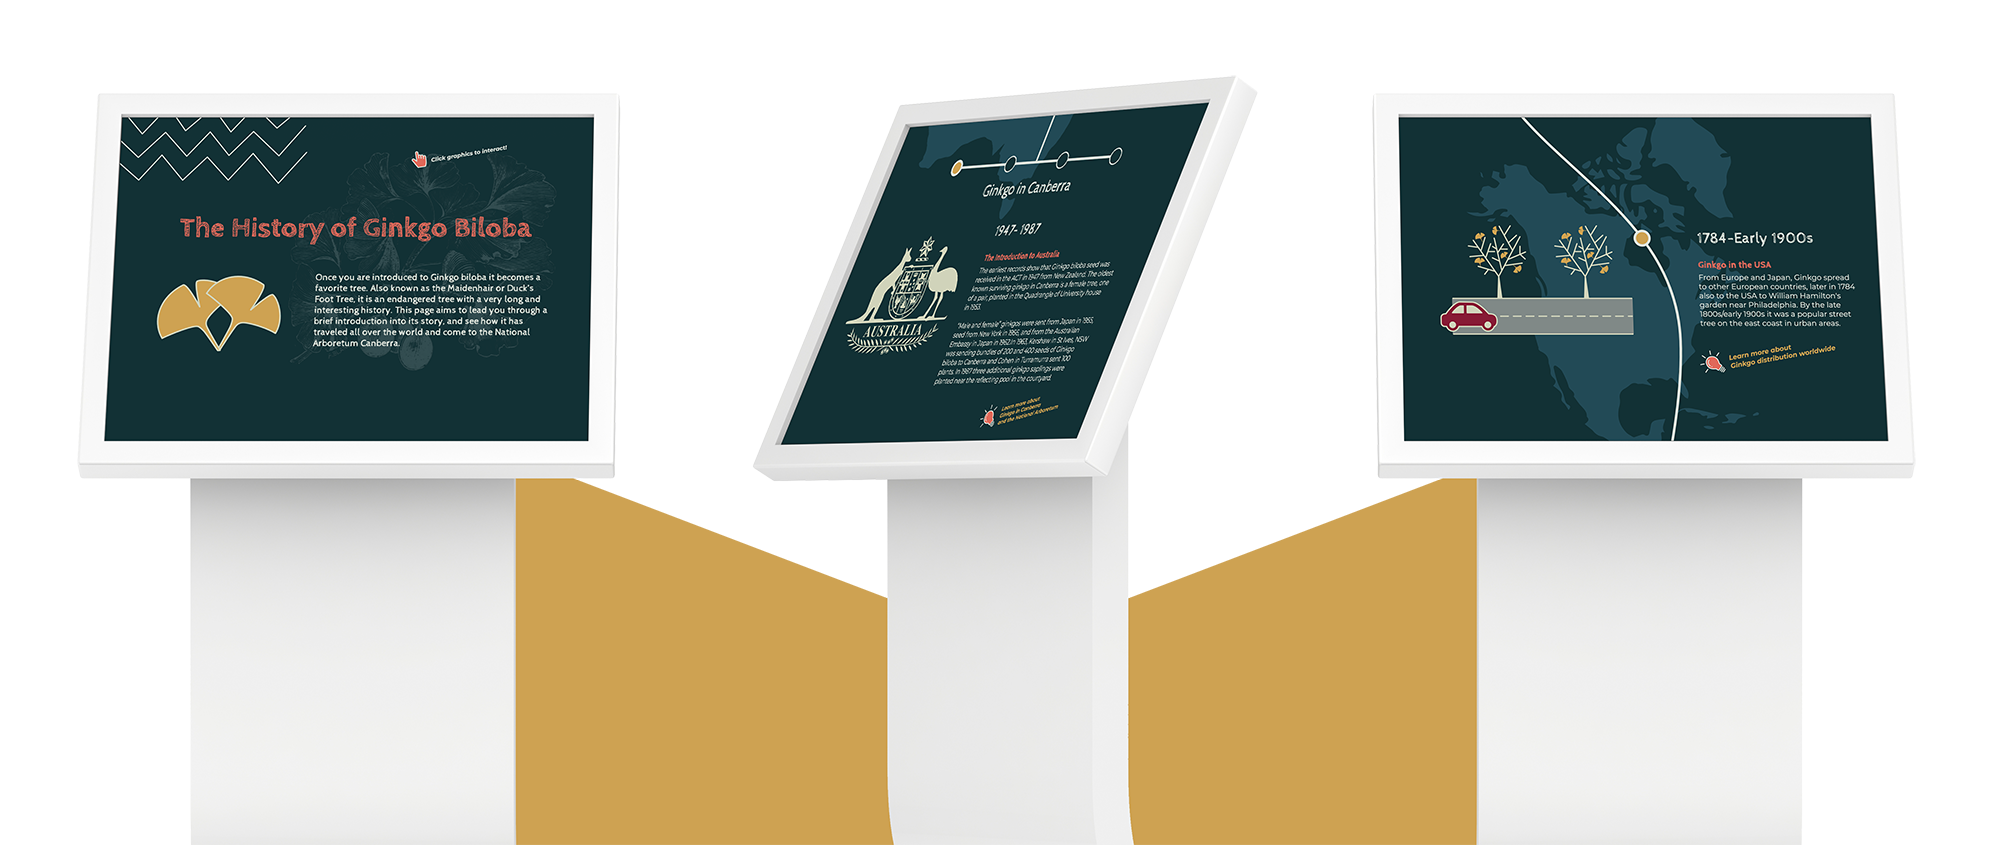 Click graphics to interact!
The History of Ginkgo Biloba
Once you are introduced to Ginkgo biloba it becomes a
favorite tree. Also known as the Maidenhair or Duck's
Foot Tree, it is an endangered tree with a very long and
interesting history. This page aims to lead you through a
brief introduction into its story, and see how it has
traveled all over the world and come to the National
Arboretum Canberra.
Ginkgo in Canberra
1947-1987
The Introduction to Australia
The earliest records show that Ginkgo biloba seed was
received in the ACT in 1947 from New Zealand. The oldest
known surviving ginkgo in Canberra is a female tree, one
of a pair, planted in the Quadrangle of University house
in 1953.
"Male and female" ginkgos were sent from Japan in 1955,
seed from New York in 1955, and from the Australian
Embassy in Japan in 1962. In 1963, Kershaw in St Ives, NSW
was sending bundles of 200 and 400 seeds of Ginkgo
biloba to Canberra and Cohen in Turramurra sent 100
plants. In 1987 three additional ginkgo saplings were
planted near the reflecting pool in the courtyard.
AUSTRALIA
Learn more about
Ginkgo in Canberra
and the National Arboretum
1784-Early 1900s
Ginkgo in the USA
From Europe and Japan, Ginkgo spread
to other European countries, later in 1784
also to the USA to William Hamilton's
garden near Philadelphia. By the late
1800s/early 1900s it was a popular street
tree on the east coast in urban areas.
Learn more about
Ginkgo distribution worldwide